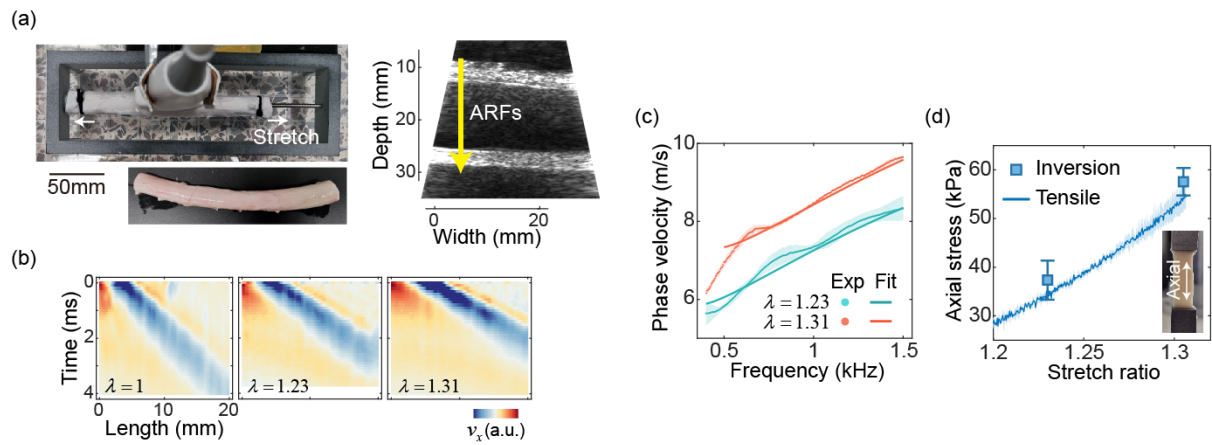 (a)
Stretch
50mm
Depth (mm)
10
20
30
ARFs
0
20
Width (mm)
(b)
Time (ms)
0
2
4
λ=1
λ=1.23
λ=1.31
0
10
20
Length (mm)
vₓ (a.u.)
(c)
Phase velocity (m/s)
10
8
6
Exp Fit
λ=1.23
λ=1.31
0.5
1
1.5
Frequency (kHz)
(d)
Axial stress (kPa)
60
50
40
30
Inversion
Tensile
Axial
1.2
1.25
1.3
Stretch ratio